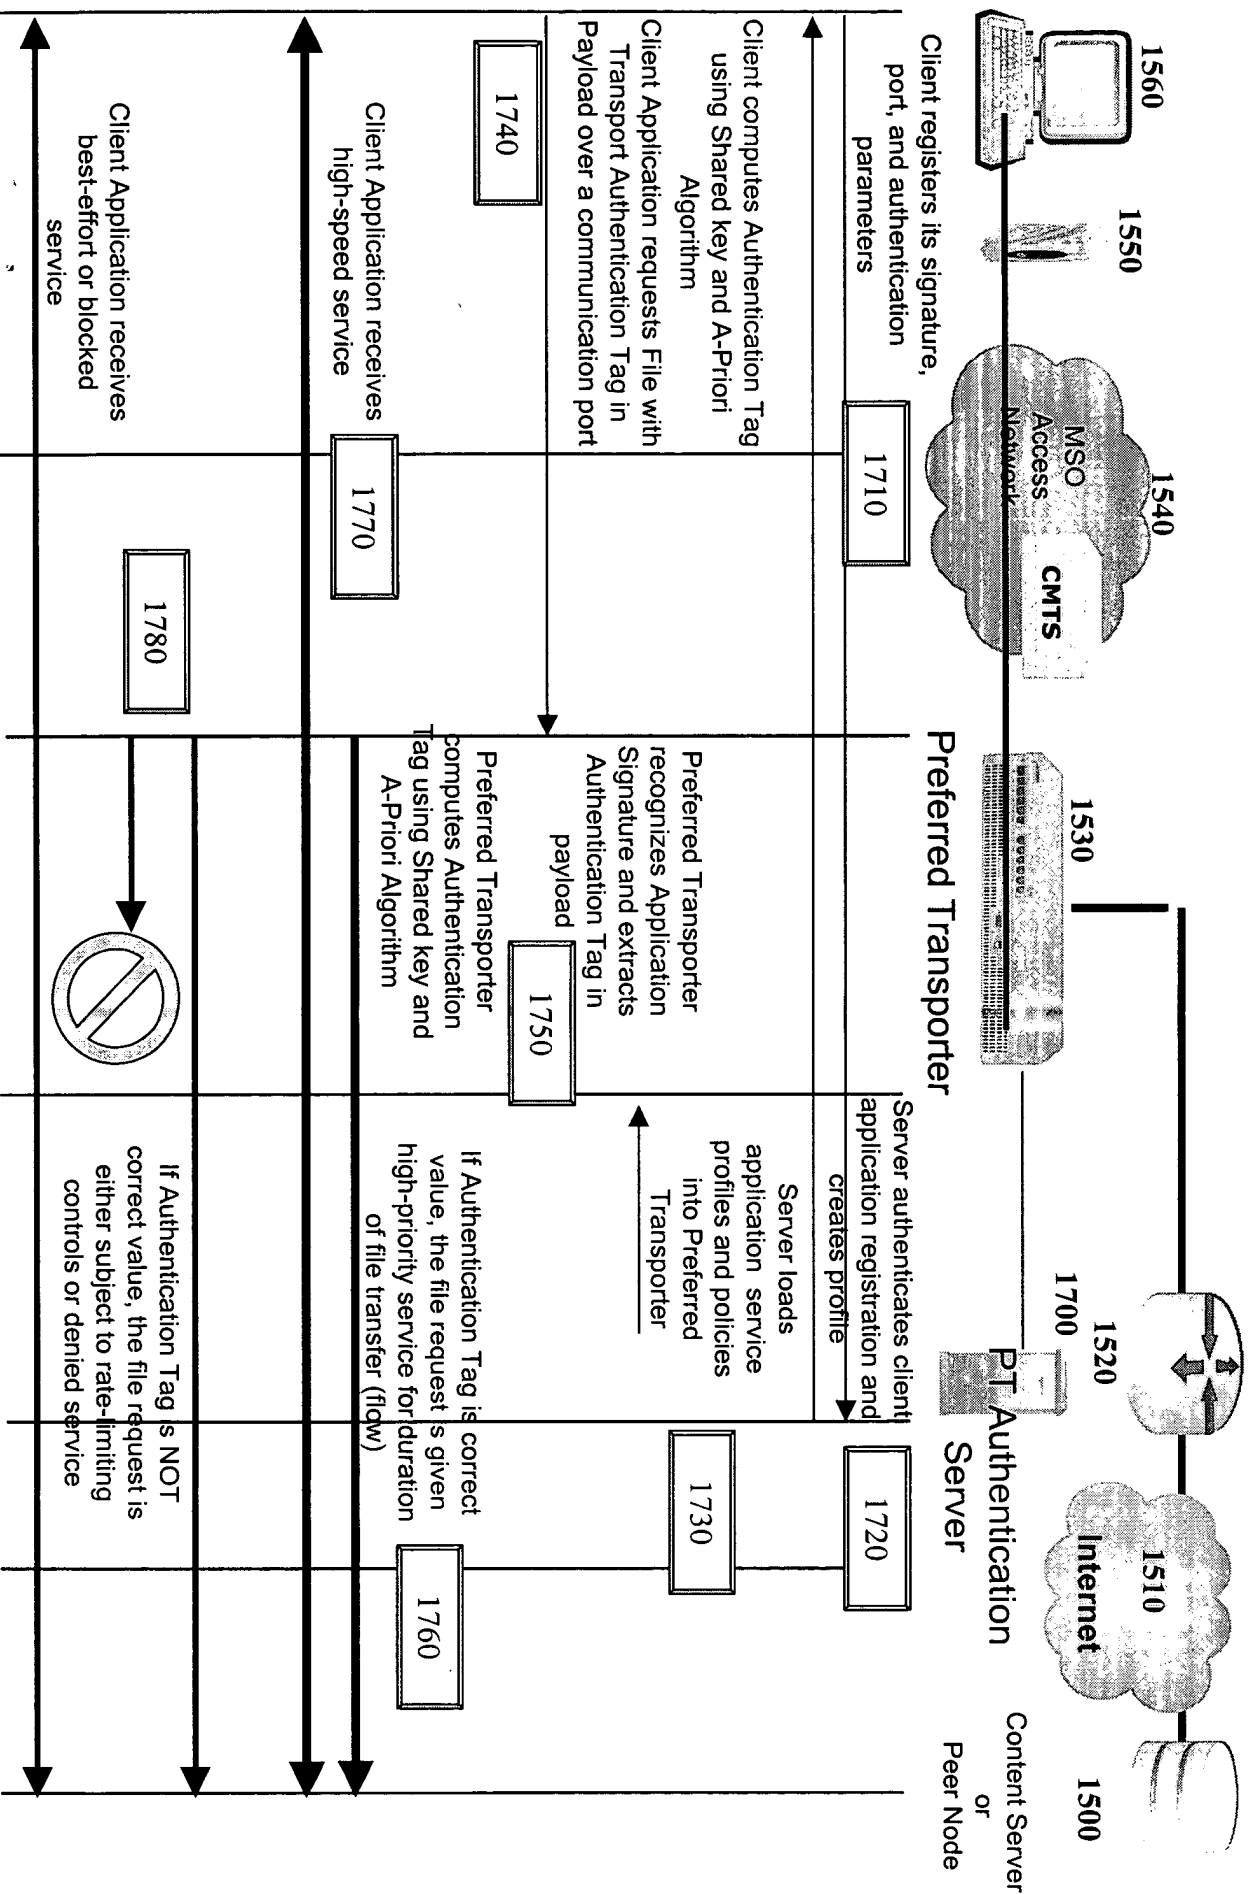 1560
1550
1540
MSO
Access
Network
CMTS
1530
Preferred Transporter
1520
1700
PT Authentication
Server
1510
Internet
1500
Content Server
or
Peer Node
Client registers its signature,
port, and authentication
parameters
1710
Server authenticates client
application registration and
creates profile
1720
Client computes Authentication Tag
using Shared key and A-Priori
Algorithm
Server loads
application service
profiles and policies
into Preferred
Transporter
1730
Client Application requests File with
Transport Authentication Tag in
Payload over a communication port
1740
Preferred Transporter
recognizes Application
Signature and extracts
Authentication Tag in
payload
1750
Preferred Transporter
computes Authentication
Tag using Shared key and
A-Priori Algorithm
If Authentication Tag is correct
value, the file request is given
high-priority service for duration
of file transfer (flow)
1760
Client Application receives
high-speed service
1770
If Authentication Tag is NOT
correct value, the file request is
either subject to rate-limiting
controls or denied service
1780
Client Application receives
best-effort or blocked
service